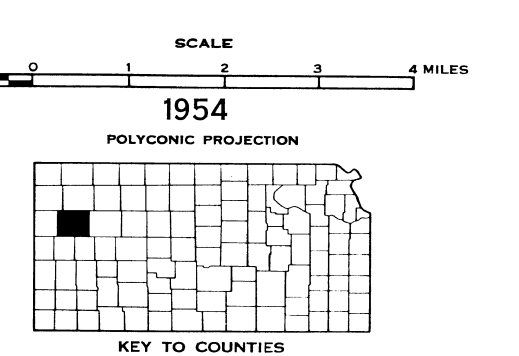 SCALE
0 1 2 3 4 MILES
1954
POLYCONIC PROJECTION
KEY TO COUNTIES